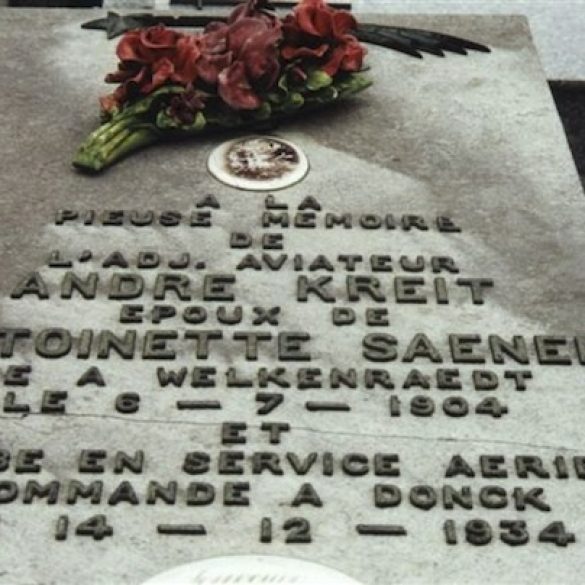 A LA
PIEUSE MEMOIRE
DE
L'ADJ. AVIATEUR
ANDRE KREIT
EPOUX DE
TOINETTE SAENE
E A WELKENRAEDT
LE 6 – 7 – 1904
ET
BE EN SERVICE AERIE
OMMANDE A DONCK
14 – 12 – 1934